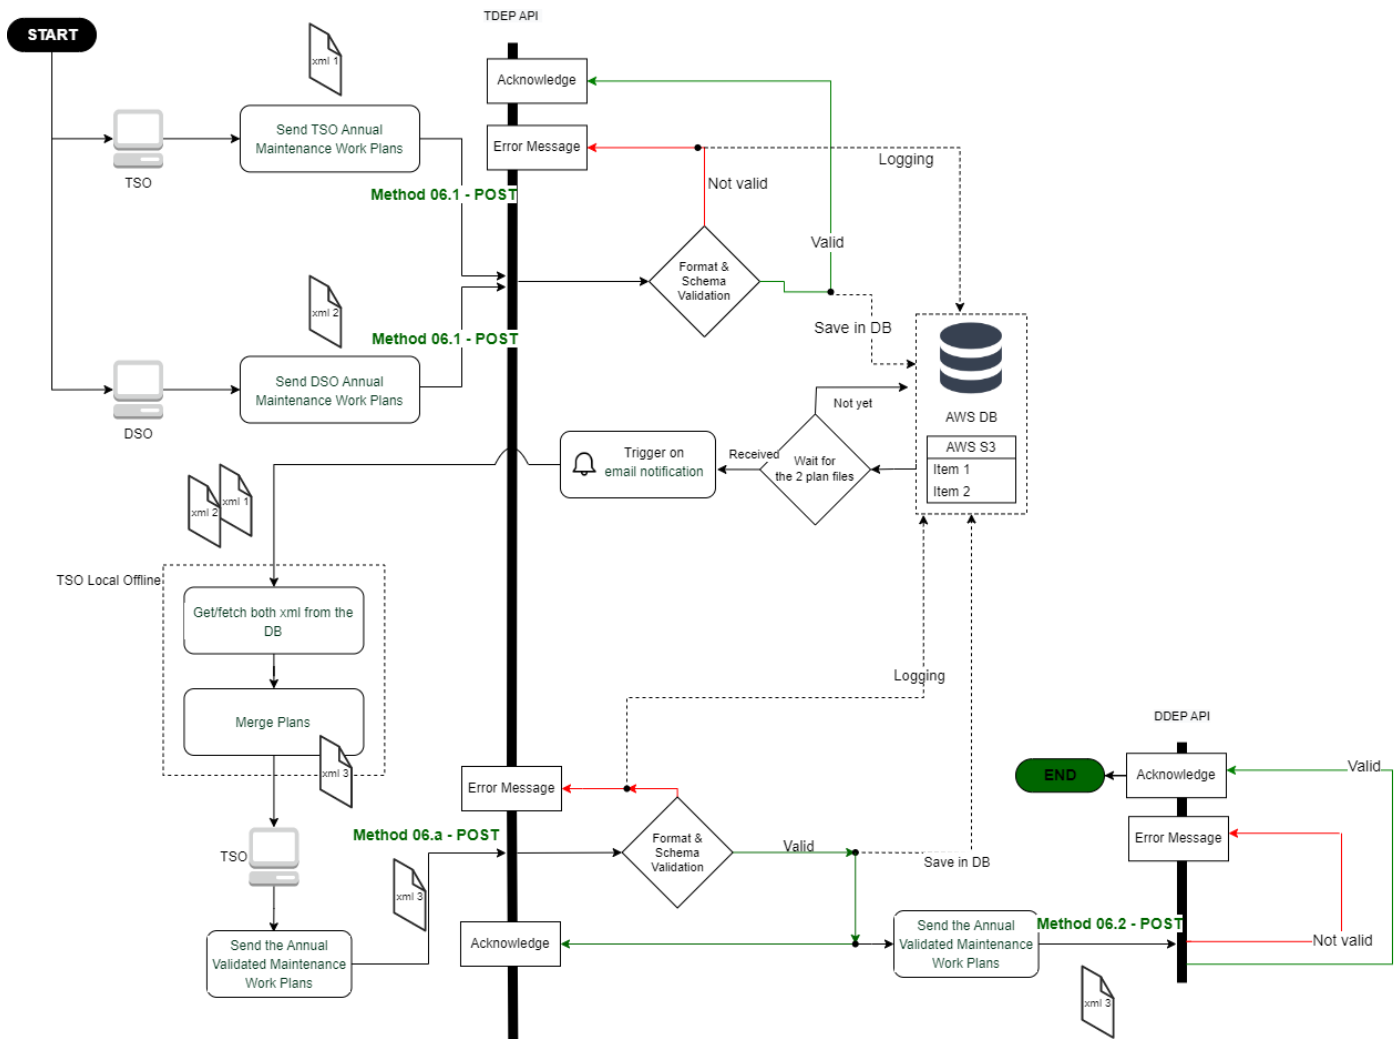 TDEP API
START
xml 1
Acknowledge
Send TSO Annual
Maintenance Work Plans
Error Message
Logging
TSO
Not valid
Method 06.1 - POST
Valid
Format &
Schema
Validation
xml 2
Save in DB
Method 06.1 - POST
Send DSO Annual
Maintenance Work Plans
Not yet
AWS DB
DSO
AWS S3
Item 1
Item 2
Trigger on
email notification
Received
Wait for
the 2 plan files
xml 1
xml 2
TSO Local Offline
Get/fetch both xml from the
DB
Logging
Merge Plans
xml 3
DDEP API
Valid
END
Acknowledge
Error Message
Error Message
Method 06.a - POST
Format &
Schema
Validation
Valid
TSO
Save in DB
xml 3
Send the Annual
Validated Maintenance
Work Plans
Acknowledge
Send the Annual
Validated Maintenance
Work Plans
Method 06.2 - POST
Not valid
xml 3